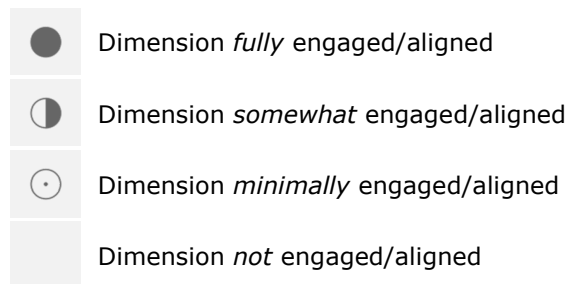 Dimension fully engaged/aligned
Dimension somewhat engaged/aligned
Dimension minimally engaged/aligned
Dimension not engaged/aligned